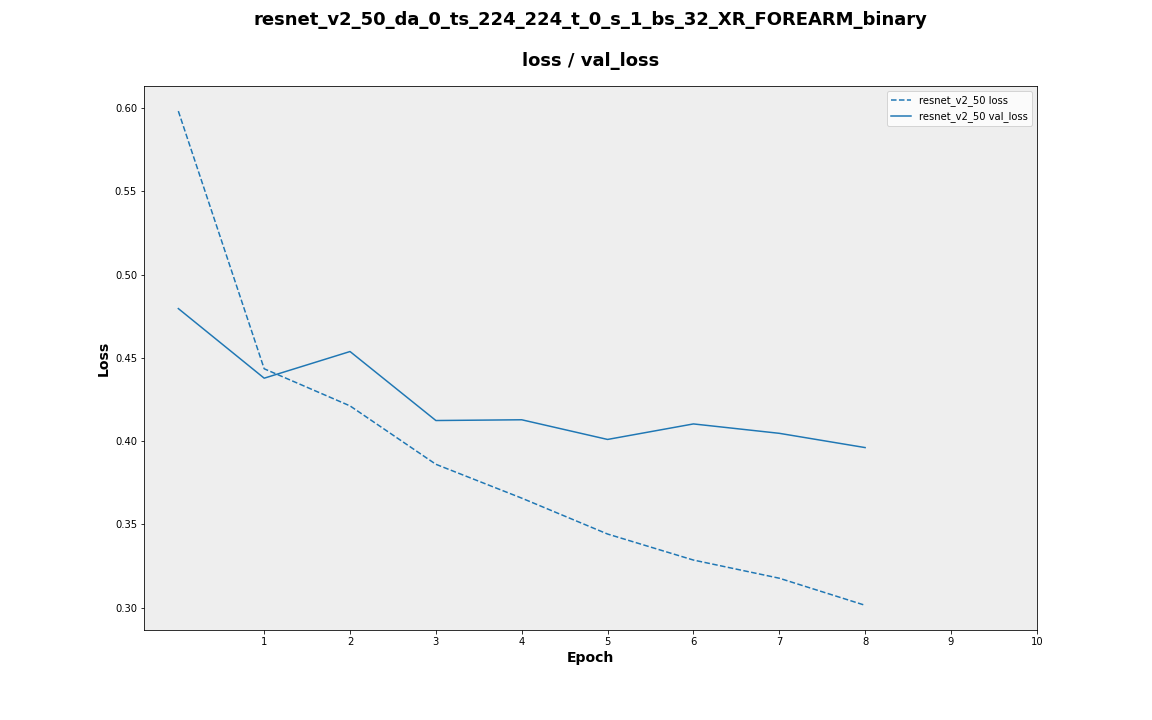 resnet_v2_50_da_0_ts_224_224_t_0_s_1_bs_32_XR_FOREARM_binary
loss / val_loss
resnet_v2_50 loss
resnet_v2_50 val_loss
0.60
0.55
0.50
0.45
0.40
0.35
0.30
Loss
1 2 3 4 5 6 7 8 9 10
Epoch